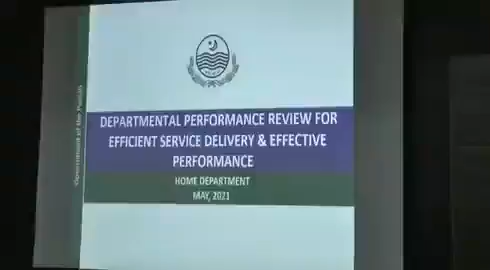 Government of the Punjab
DEPARTMENTAL PERFORMANCE REVIEW FOR
EFFICIENT SERVICE DELIVERY & EFFECTIVE
PERFORMANCE
HOME DEPARTMENT
MAY, 2021